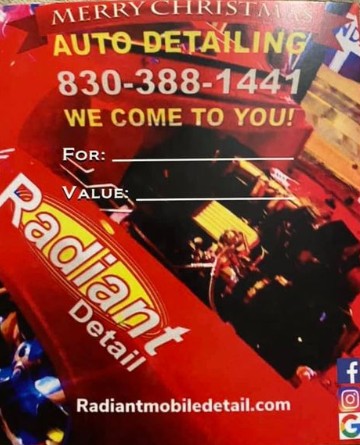 MERRY CHRISTMAS
AUTO DETAILING
830-388-1441
WE COME TO YOU!
FOR:
VALUE:
Radiant
Detail
Radiantmobiledetail.com